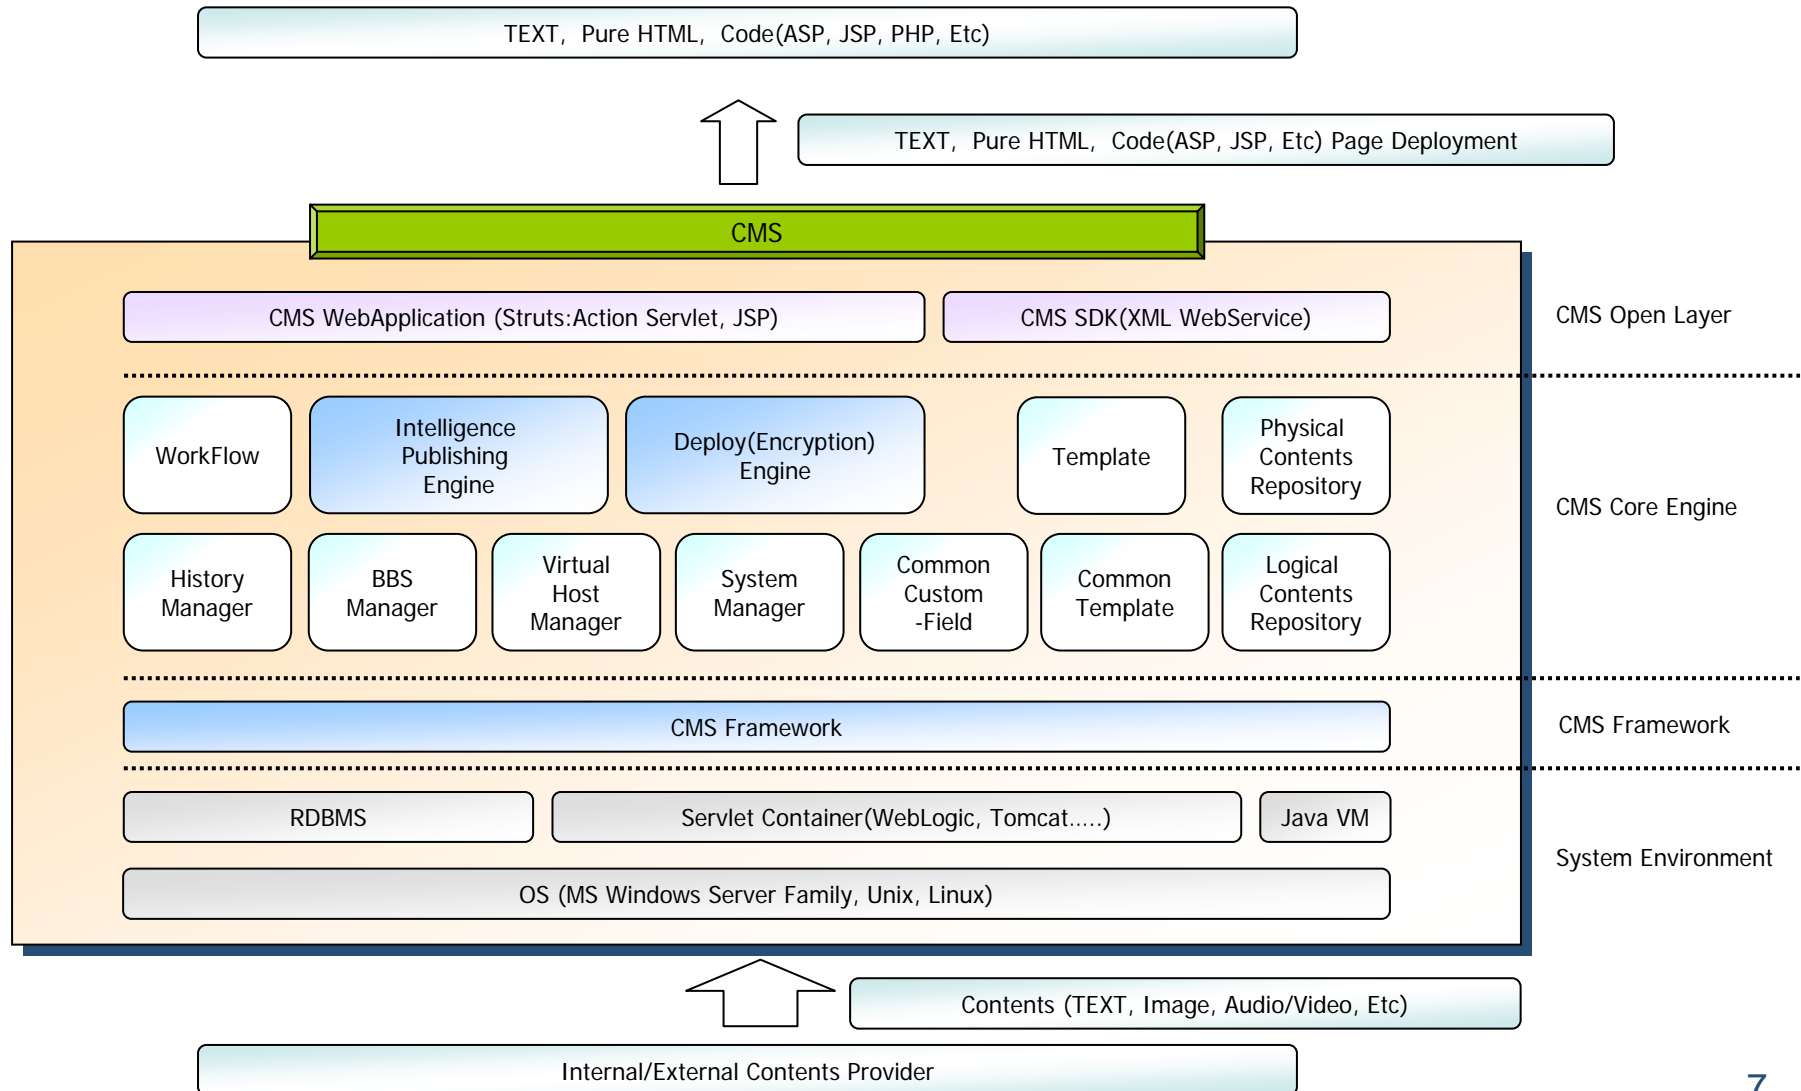 TEXT, Pure HTML, Code(ASP, JSP, PHP, Etc)
TEXT, Pure HTML, Code(ASP, JSP, Etc) Page Deployment
CMS
CMS WebApplication (Struts:Action Servlet, JSP)
CMS SDK(XML WebService)
CMS Open Layer
WorkFlow
Intelligence
Publishing
Engine
Deploy(Encryption)
Engine
Template
Physical
Contents
Repository
CMS Core Engine
History
Manager
BBS
Manager
Virtual
Host
Manager
System
Manager
Common
Custom
-Field
Common
Template
Logical
Contents
Repository
CMS Framework
CMS Framework
RDBMS
Servlet Container(WebLogic, Tomcat.....)
Java VM
System Environment
OS (MS Windows Server Family, Unix, Linux)
Contents (TEXT, Image, Audio/Video, Etc)
Internal/External Contents Provider
7